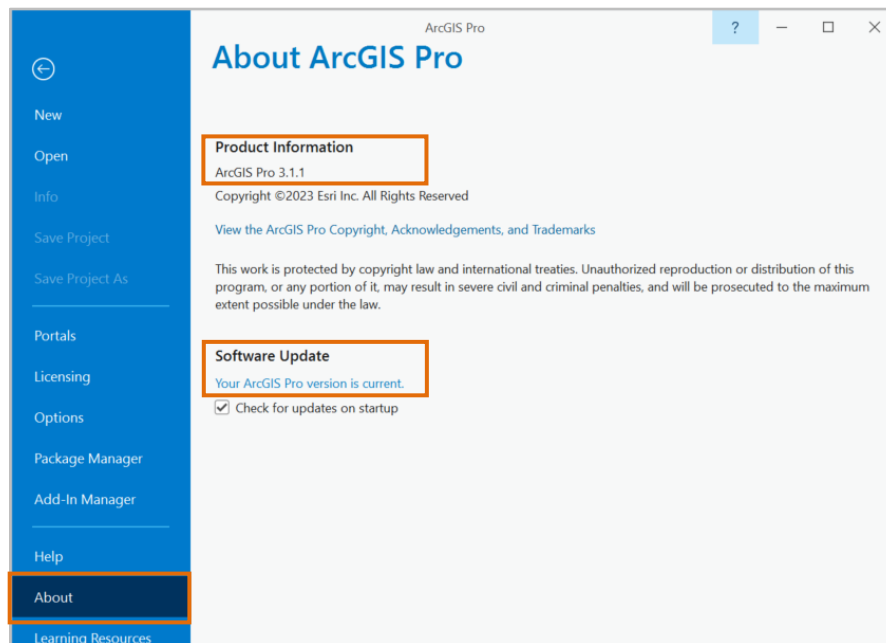 ArcGIS Pro
?
About ArcGIS Pro
New
Open
Info
Save Project
Save Project As
Portals
Licensing
Options
Package Manager
Add-In Manager
Help
About
Learning Resources
Product Information
ArcGIS Pro 3.1.1
Copyright ©2023 Esri Inc. All Rights Reserved
View the ArcGIS Pro Copyright, Acknowledgements, and Trademarks
This work is protected by copyright law and international treaties. Unauthorized reproduction or distribution of this
program, or any portion of it, may result in severe civil and criminal penalties, and will be prosecuted to the maximum
extent possible under the law.
Software Update
Your ArcGIS Pro version is current.
Check for updates on startup